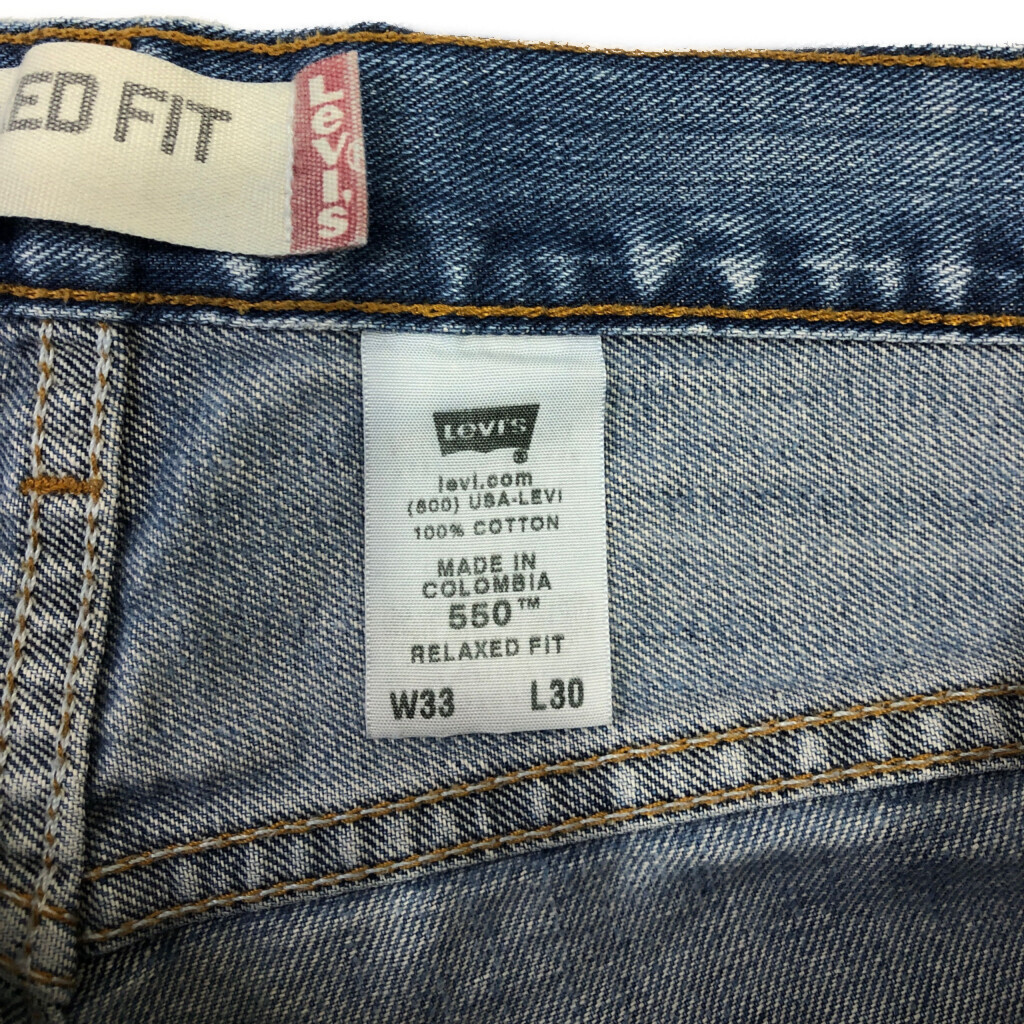 ED FIT
Levi's
®
LEVI'S
®
levi.com
(800) USA-LEVI
100% COTTON
MADE IN
COLOMBIA
550™
RELAXED FIT
W33 L30